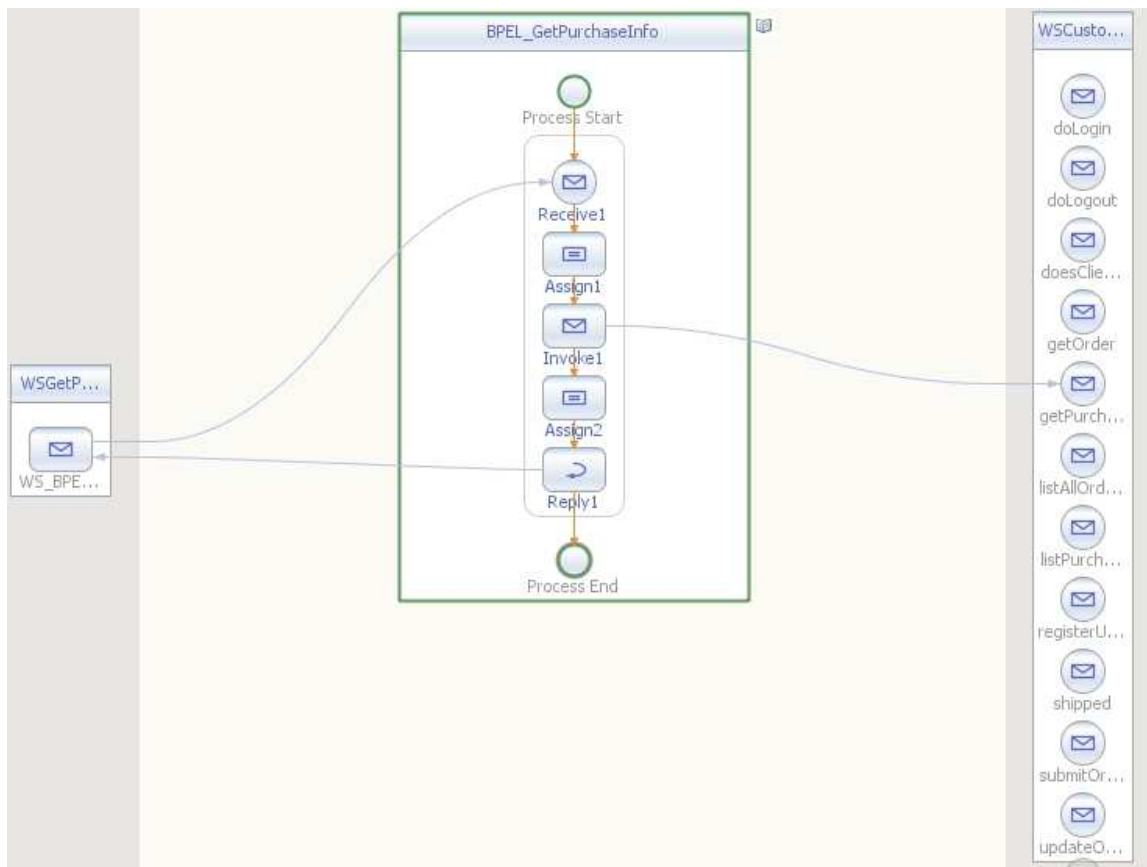 BPEL_GetPurchaseInfo
WSCusto...
Process Start
doLogin
doLogout
Receive1
doesClie...
Assign1
getOrder
Invoke1
WSGetP...
getPurch...
Assign2
WS_BPE...
listAllOrd...
Reply1
listPurch...
Process End
registerU...
shipped
submitOr...
updateO...